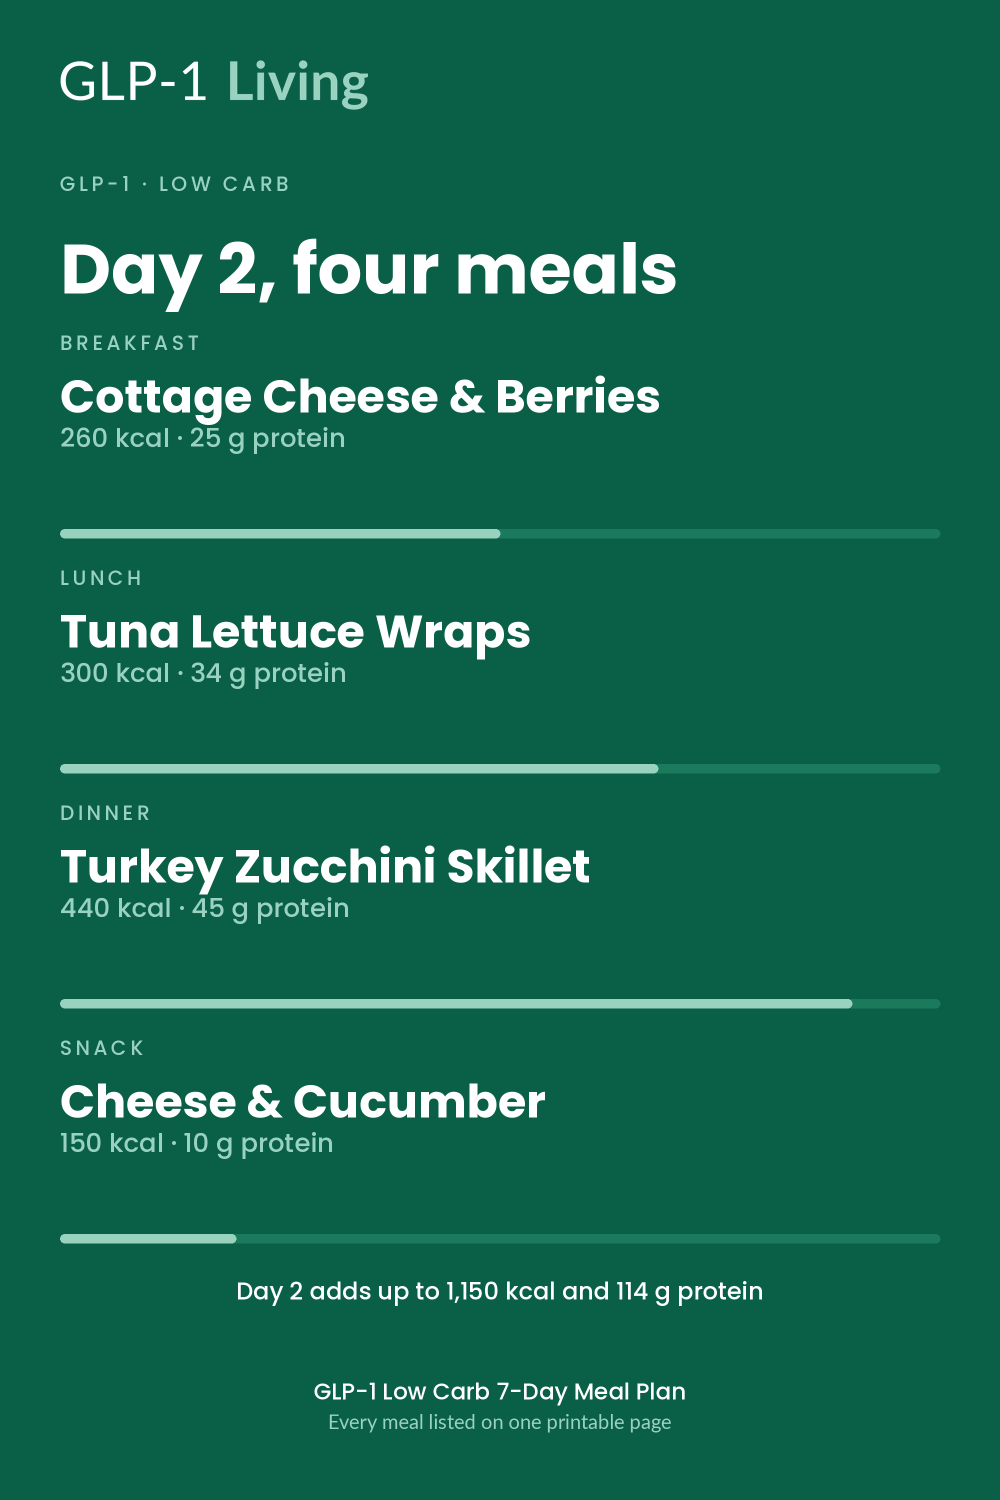 GLP-1 Living
GLP-1 · LOW CARB
Day 2, four meals
BREAKFAST
Cottage Cheese & Berries
260 kcal · 25 g protein
LUNCH
Tuna Lettuce Wraps
300 kcal · 34 g protein
DINNER
Turkey Zucchini Skillet
440 kcal · 45 g protein
SNACK
Cheese & Cucumber
150 kcal · 10 g protein
Day 2 adds up to 1,150 kcal and 114 g protein
GLP-1 Low Carb 7-Day Meal Plan
Every meal listed on one printable page